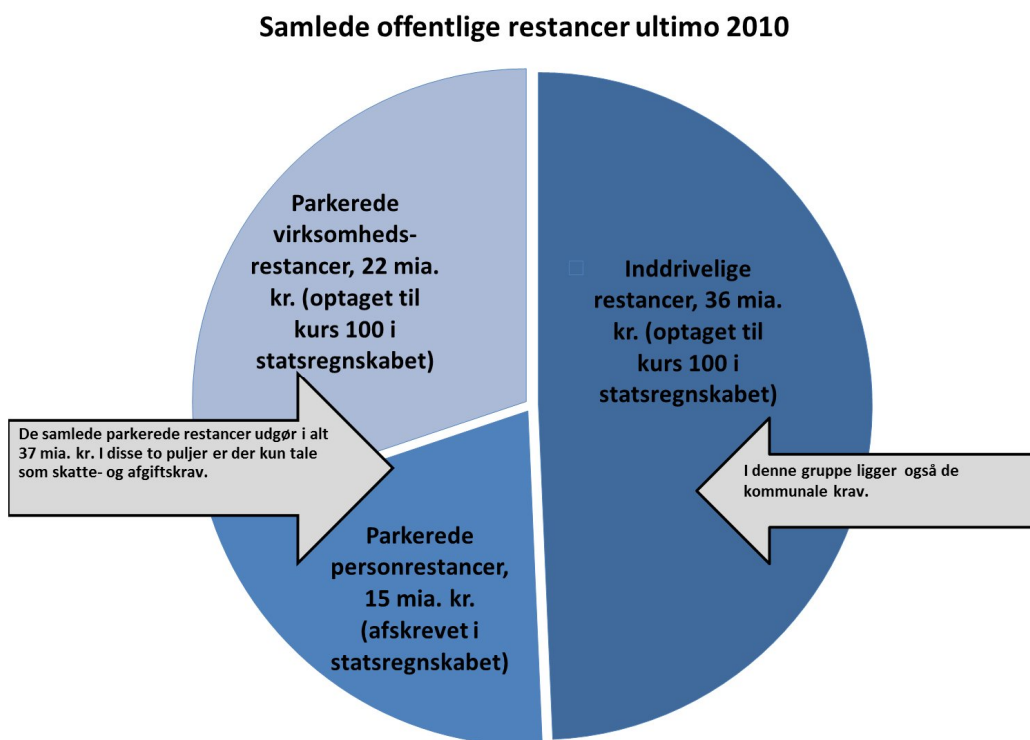 Samlede offentlige restancer ultimo 2010
Parkerede
virksomheds-
restancer, 22 mia.
kr. (optaget til
kurs 100 i
statsregnskabet)
Inddrivelige
restancer, 36 mia.
kr. (optaget til
kurs 100 i
statsregnskabet)
De samlede parkerede restancer udgør i alt
37 mia. kr. I disse to puljer er der kun tale
som skatte- og afgiftskrav.
I denne gruppe ligger også de
kommunale krav.
Parkerede
personrestancer,
15 mia. kr.
(afskrevet i
statsregnskabet)